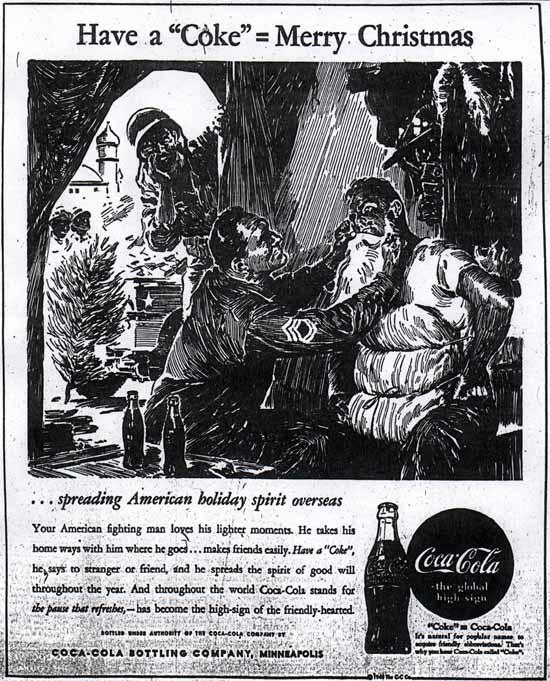 Have a "Coke" = Merry Christmas
. . . spreading American holiday spirit overseas
Your American fighting man loves his lighter moments. He takes his
home ways with him where he goes . . . makes friends easily. Have a "Coke",
he says to stranger or friend, and he spreads the spirit of good will
throughout the year. And throughout the world Coca-Cola stands for
the pause that refreshes,—has become the high-sign of the friendly-hearted.
BOTTLED UNDER AUTHORITY OF THE COCA-COLA COMPANY BY
COCA-COLA BOTTLING COMPANY, MINNEAPOLIS
Coca-Cola
-the global
high-sign
"Coke" = Coca-Cola
It's natural for popular names to
acquire friendly abbreviations. That's
why you hear Coca-Cola called "Coke".
The C-C Co.